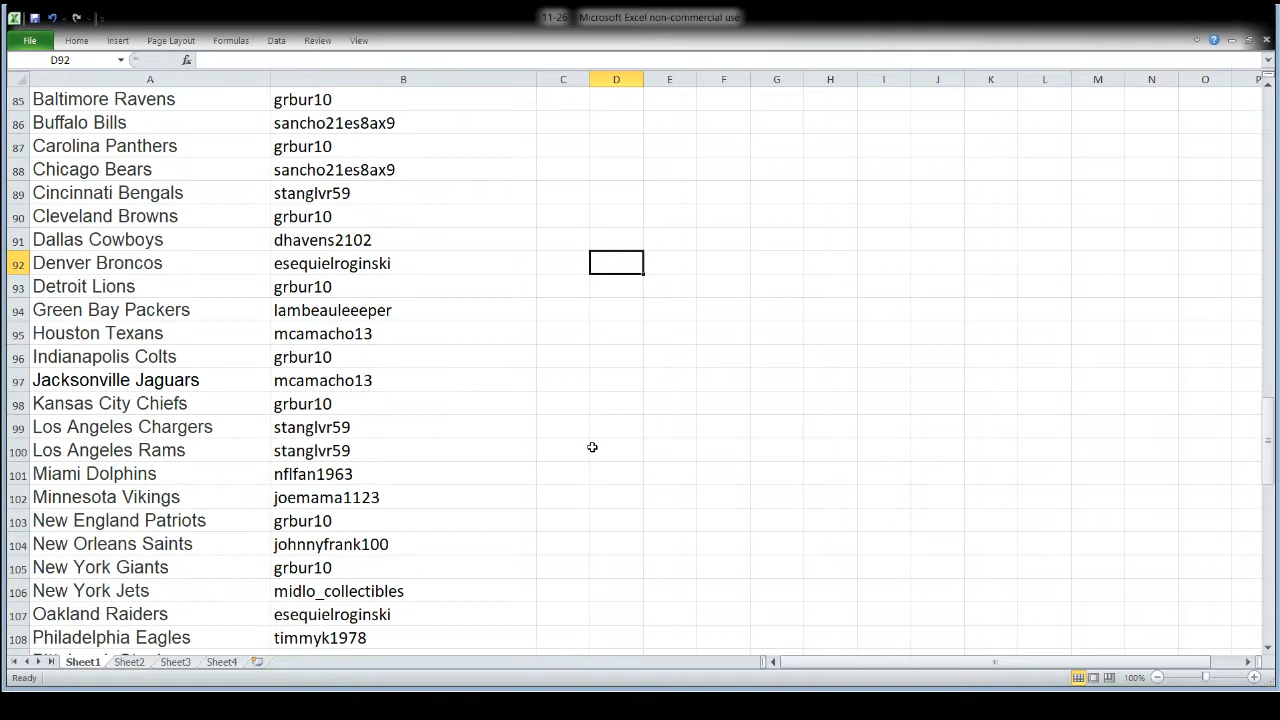 11-26 Microsoft Excel non-commercial use
File Home Insert Page Layout Formulas Data Review View
D92 fx
A B C D E F G H I J K L M N O P
85 Baltimore Ravens grbur10
86 Buffalo Bills sancho21es8ax9
87 Carolina Panthers grbur10
88 Chicago Bears sancho21es8ax9
89 Cincinnati Bengals stanglvr59
90 Cleveland Browns grbur10
91 Dallas Cowboys dhavens2102
92 Denver Broncos esequielroginski
93 Detroit Lions grbur10
94 Green Bay Packers lambeauleeeper
95 Houston Texans mcamacho13
96 Indianapolis Colts grbur10
97 Jacksonville Jaguars mcamacho13
98 Kansas City Chiefs grbur10
99 Los Angeles Chargers stanglvr59
100 Los Angeles Rams stanglvr59
101 Miami Dolphins nflfan1963
102 Minnesota Vikings joemama1123
103 New England Patriots grbur10
104 New Orleans Saints johnnyfrank100
105 New York Giants grbur10
106 New York Jets midlo_collectibles
107 Oakland Raiders esequielroginski
108 Philadelphia Eagles timmyk1978
Sheet1 Sheet2 Sheet3 Sheet4
Ready 100%